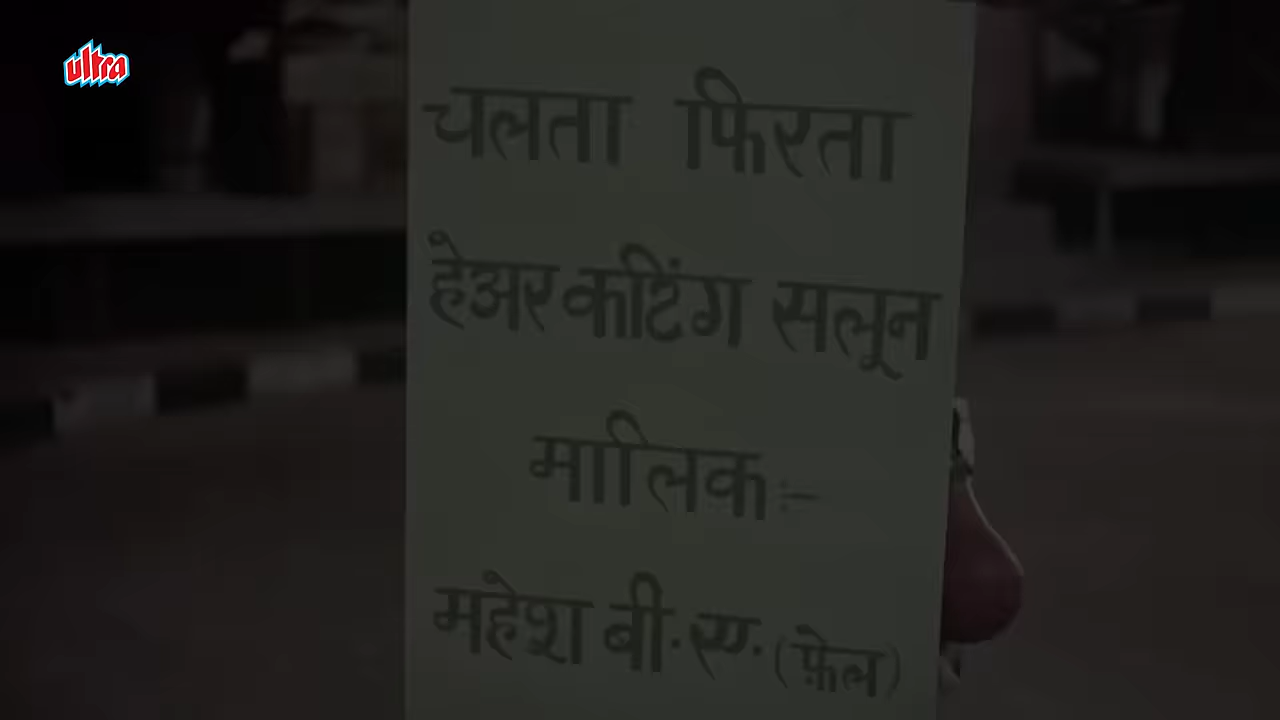 ultra
चलता फिरता
हेअर कटिंग सलून
मालिक :-
महेश बी.ए. (फ़ेल)